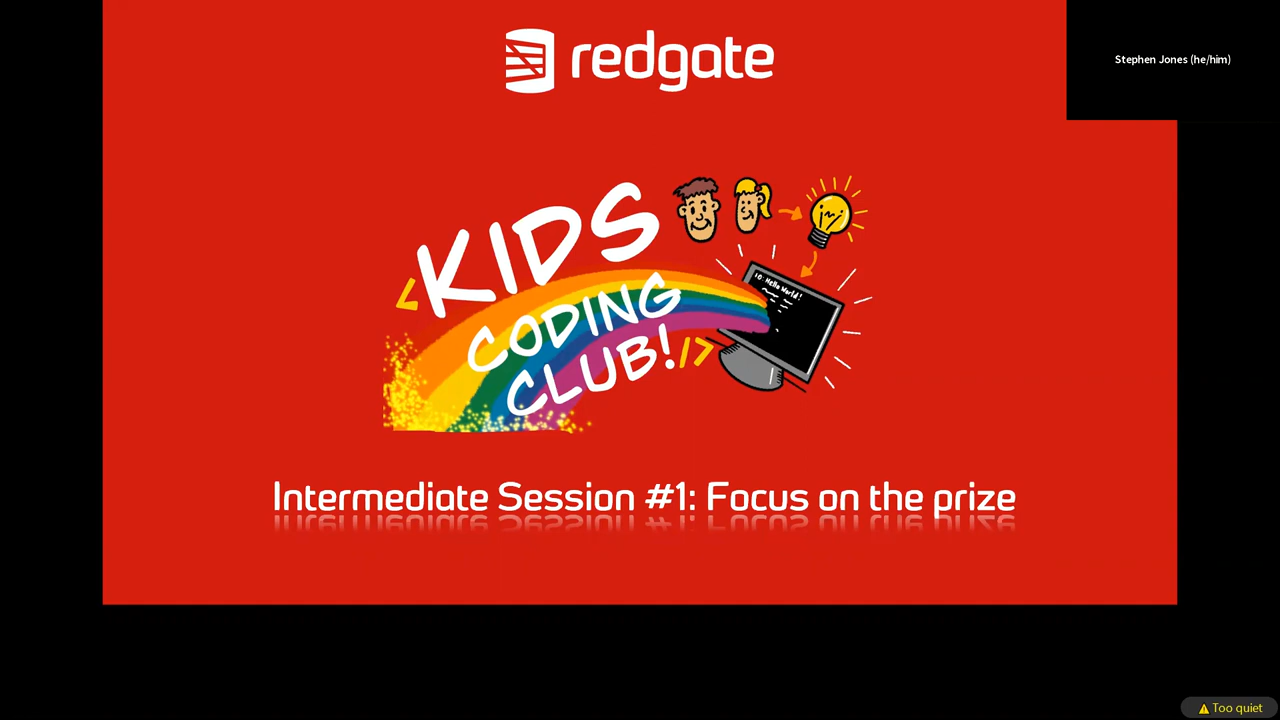 redgate
Stephen Jones (he/him)
<KIDS
CODING
CLUB!/>
10: Hello World!
Intermediate Session #1: Focus on the prize
Too quiet